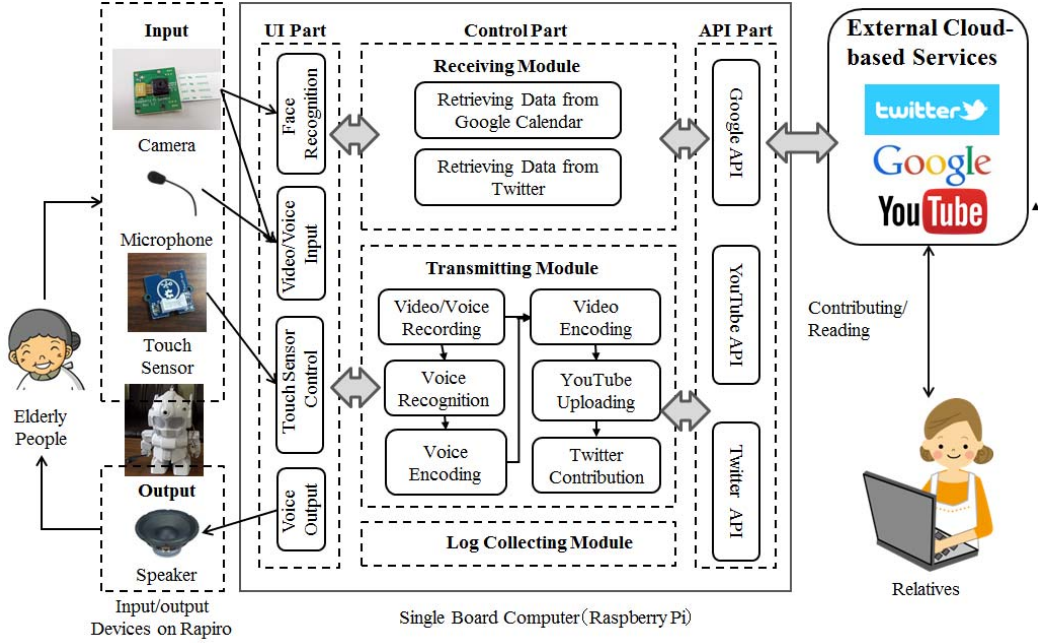 Input
Camera
Microphone
Touch
Sensor
Elderly
People
Output
Speaker
Input/output
Devices on Rapiro
UI Part
Face
Recognition
Video/Voice
Input
Touch Sensor
Control
Voice
Output
Control Part
Receiving Module
Retrieving Data from
Google Calendar
Retrieving Data from
Twitter
Transmitting Module
Video/Voice
Recording
Voice
Recognition
Voice
Encoding
Video
Encoding
YouTube
Uploading
Twitter
Contribution
Log Collecting Module
API Part
Google API
YouTube API
Twitter API
Single Board Computer(Raspberry Pi)
External Cloud-
based Services
twitter
Google
YouTube
Contributing/
Reading
Relatives